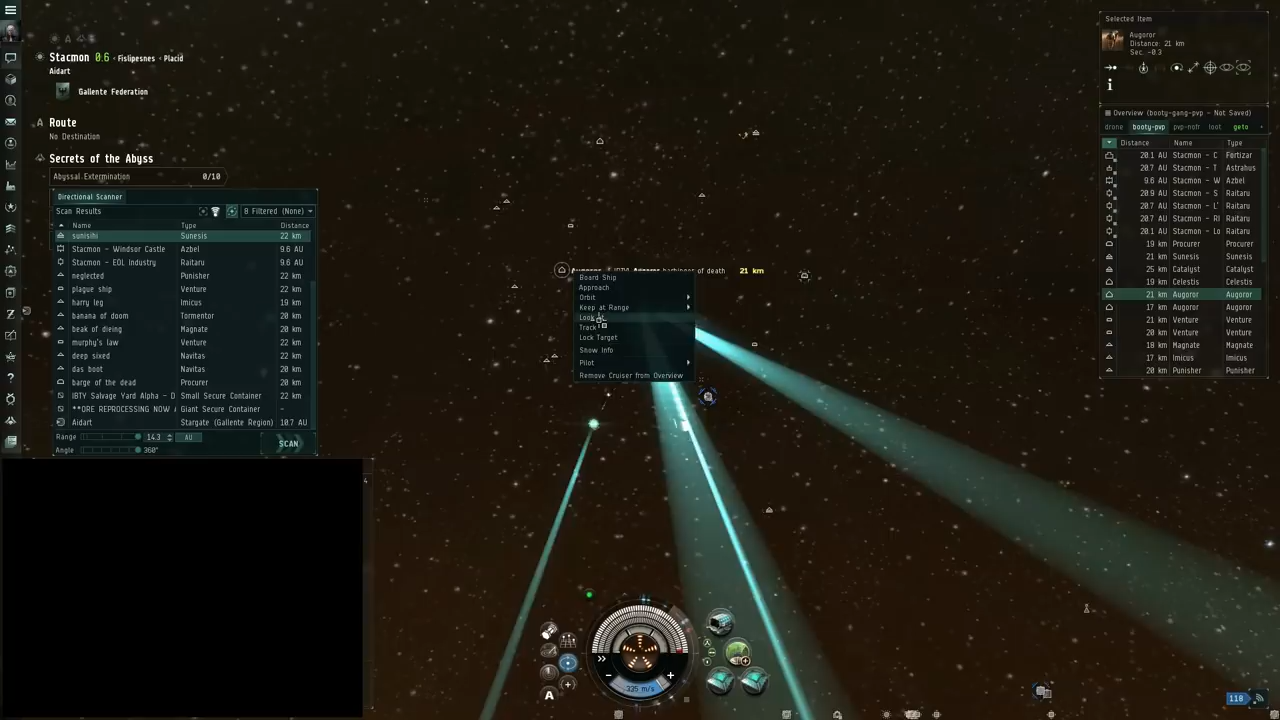 Stacmon 0.6 ‹ Fislipesnes ‹ Placid
Aidart
Gallente Federation
Route
No Destination
Secrets of the Abyss
Abyssal Extermination 0/10
Directional Scanner
Scan Results 8 Filtered (None)
Name Type Distance
sunisihi Sunesis 22 km
Stacmon - Windsor Castle Azbel 9.6 AU
Stacmon - EOL Industry Raitaru 9.6 AU
neglected Punisher 22 km
plague ship Venture 22 km
harry leg Imicus 19 km
banana of doom Tormentor 20 km
beak of dieing Magnate 20 km
murphy's law Venture 22 km
deep sixed Navitas 22 km
das boot Navitas 20 km
barge of the dead Procurer 20 km
IBTY Salvage Yard Alpha - D Small Secure Container 22 km
**ORE REPROCESSING NOW Giant Secure Container -
Aidart Stargate (Gallente Region) 10.7 AU
Range 14.3 AU
Angle 360°
SCAN
4
Augoror harbinger of death 21 km
Board Ship
Approach
Orbit
Keep at Range
Look At
Track
Lock Target
Show Info
Pilot
Remove Cruiser from Overview
335 m/s
A
Selected Item
Augoror
Distance: 21 km
Sec. -0.3
Overview (booty-gang-pvp - Not Saved)
drone booty-pvp pvp-nofr loot geto
Distance Name Type
20.1 AU Stacmon - C Fortizar
20.7 AU Stacmon - T Astrahus
9.6 AU Stacmon - W Azbel
20.9 AU Stacmon - S Raitaru
20.7 AU Stacmon - L' Raitaru
20.7 AU Stacmon - RI Raitaru
20.1 AU Stacmon - Lo Raitaru
19 km Procurer Procurer
21 km Sunesis Sunesis
25 km Catalyst Catalyst
19 km Celestis Celestis
21 km Augoror Augoror
17 km Augoror Augoror
21 km Venture Venture
20 km Venture Venture
18 km Magnate Magnate
17 km Imicus Imicus
20 km Punisher Punisher
118